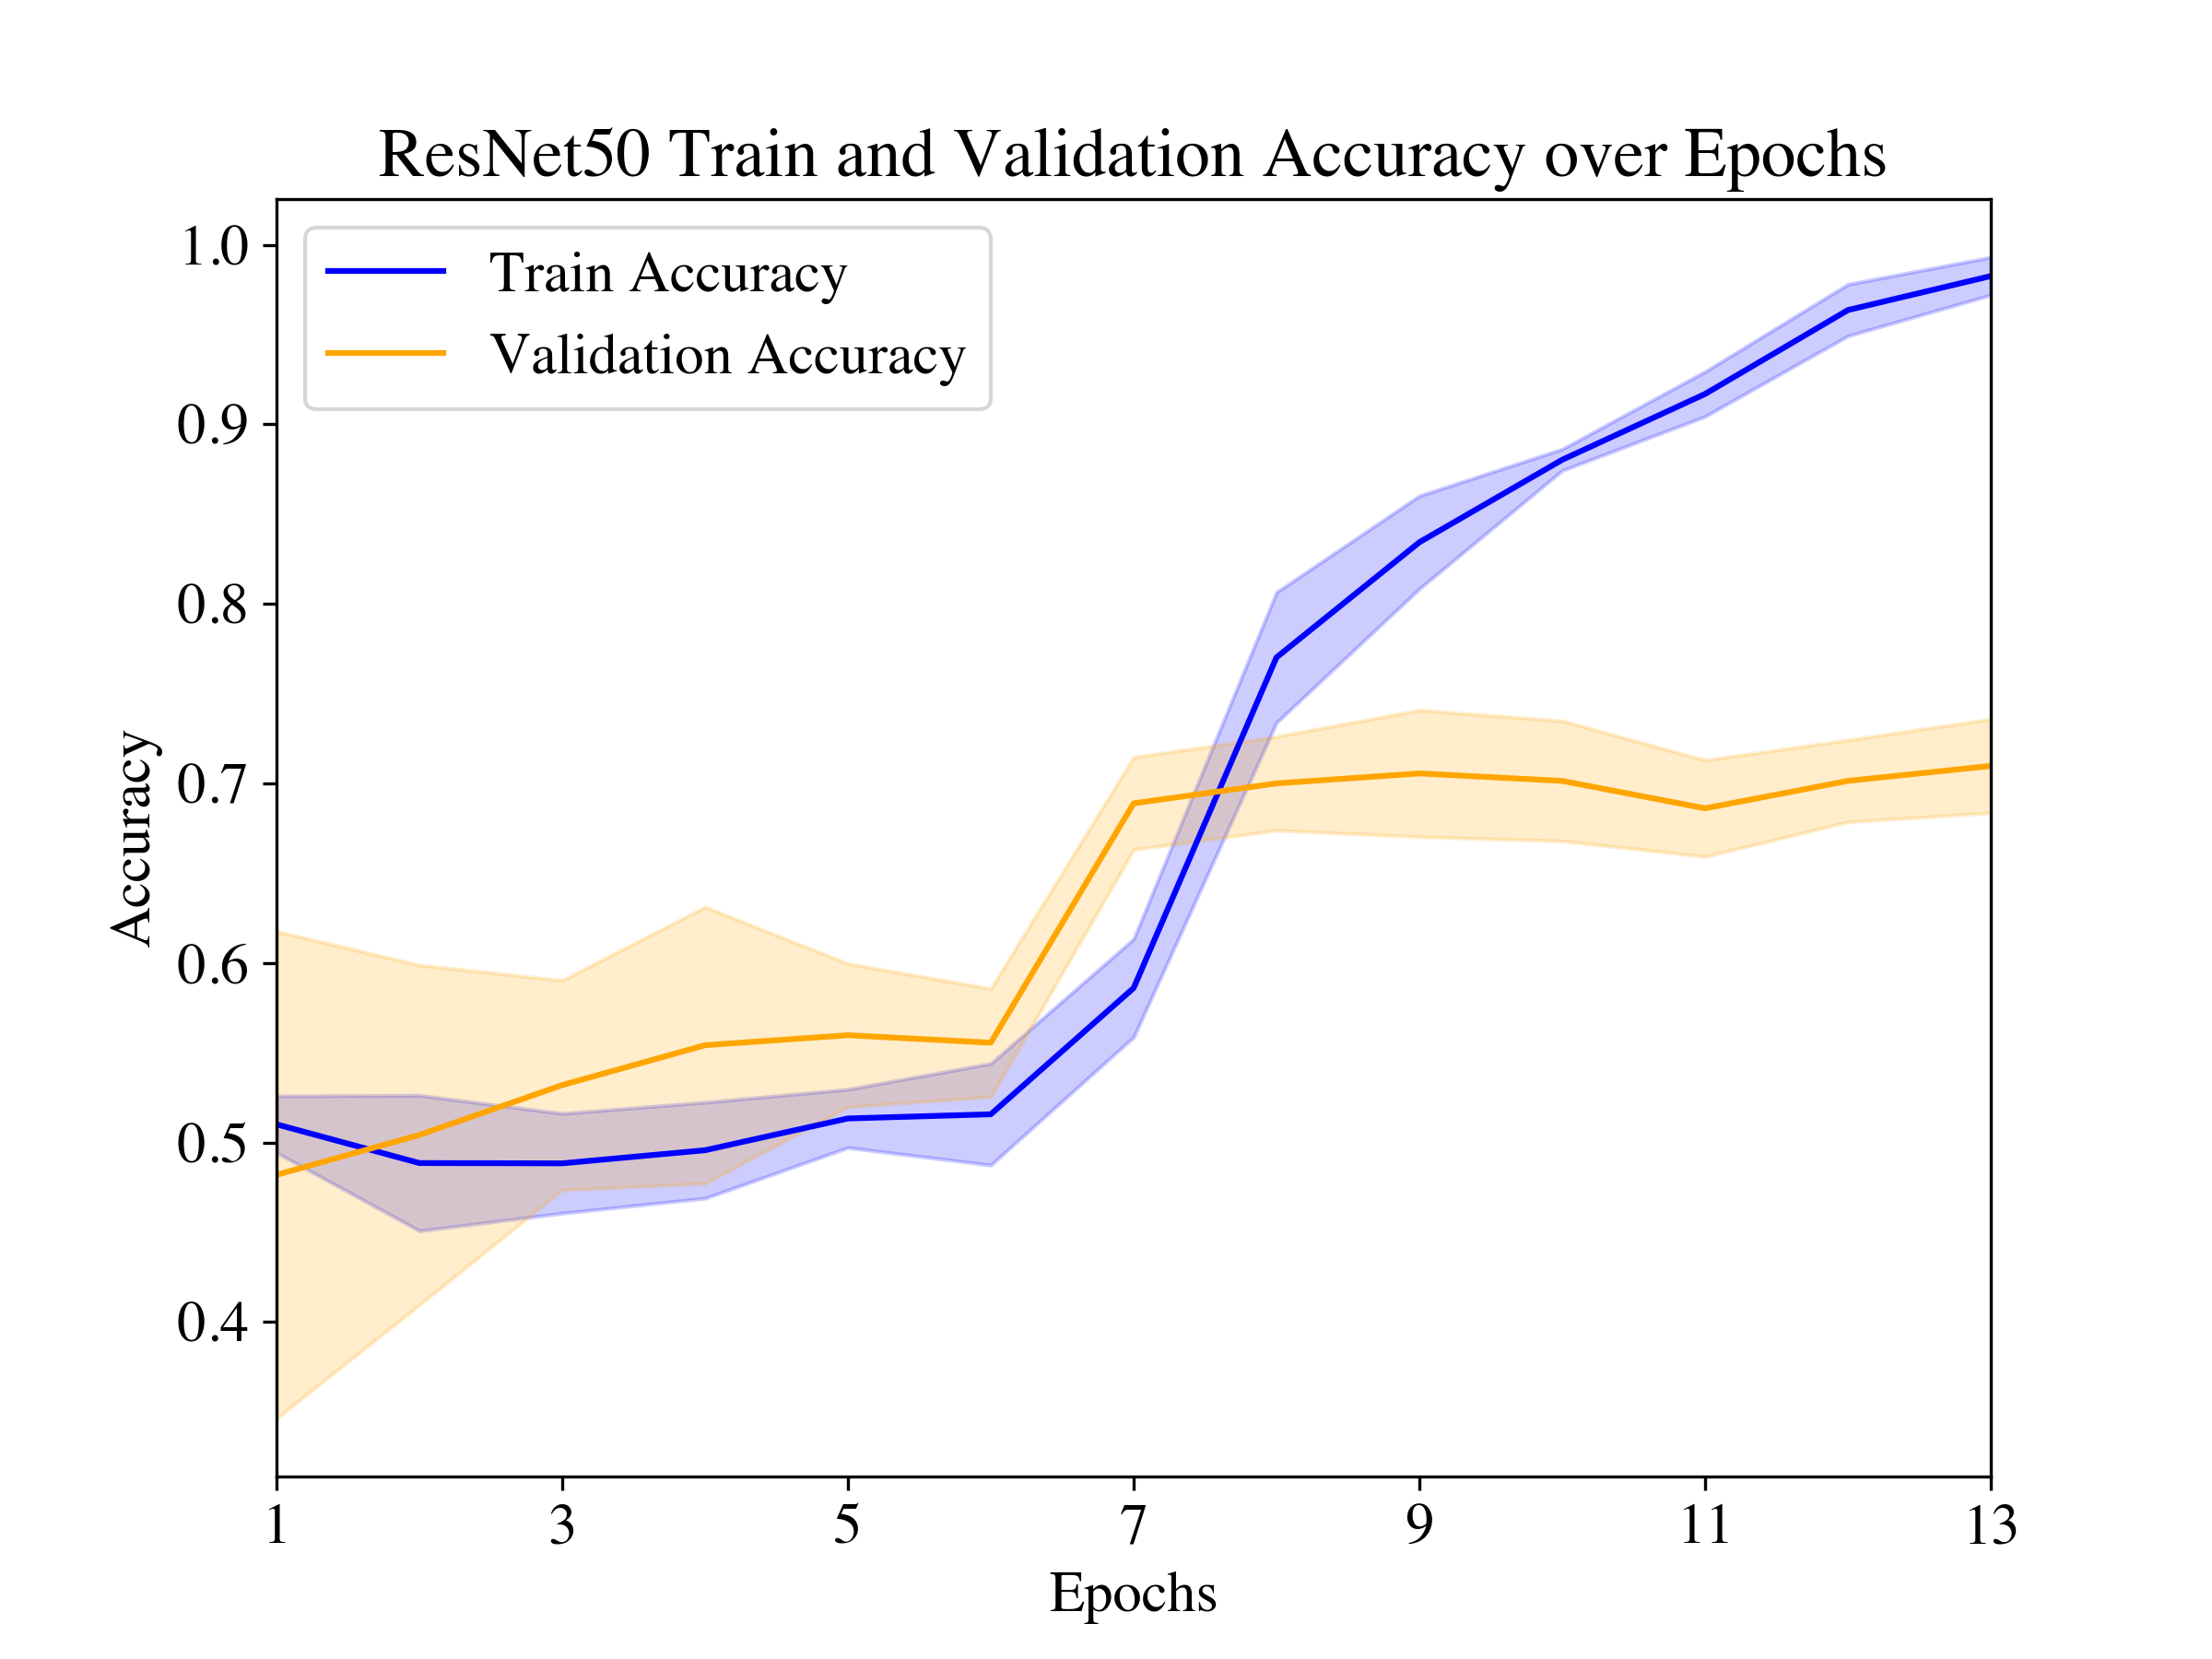 ResNet50 Train and Validation Accuracy over Epochs
Train Accuracy
Validation Accuracy
1.0
0.9
0.8
0.7
0.6
0.5
0.4
Accuracy
1 3 5 7 9 11 13
Epochs